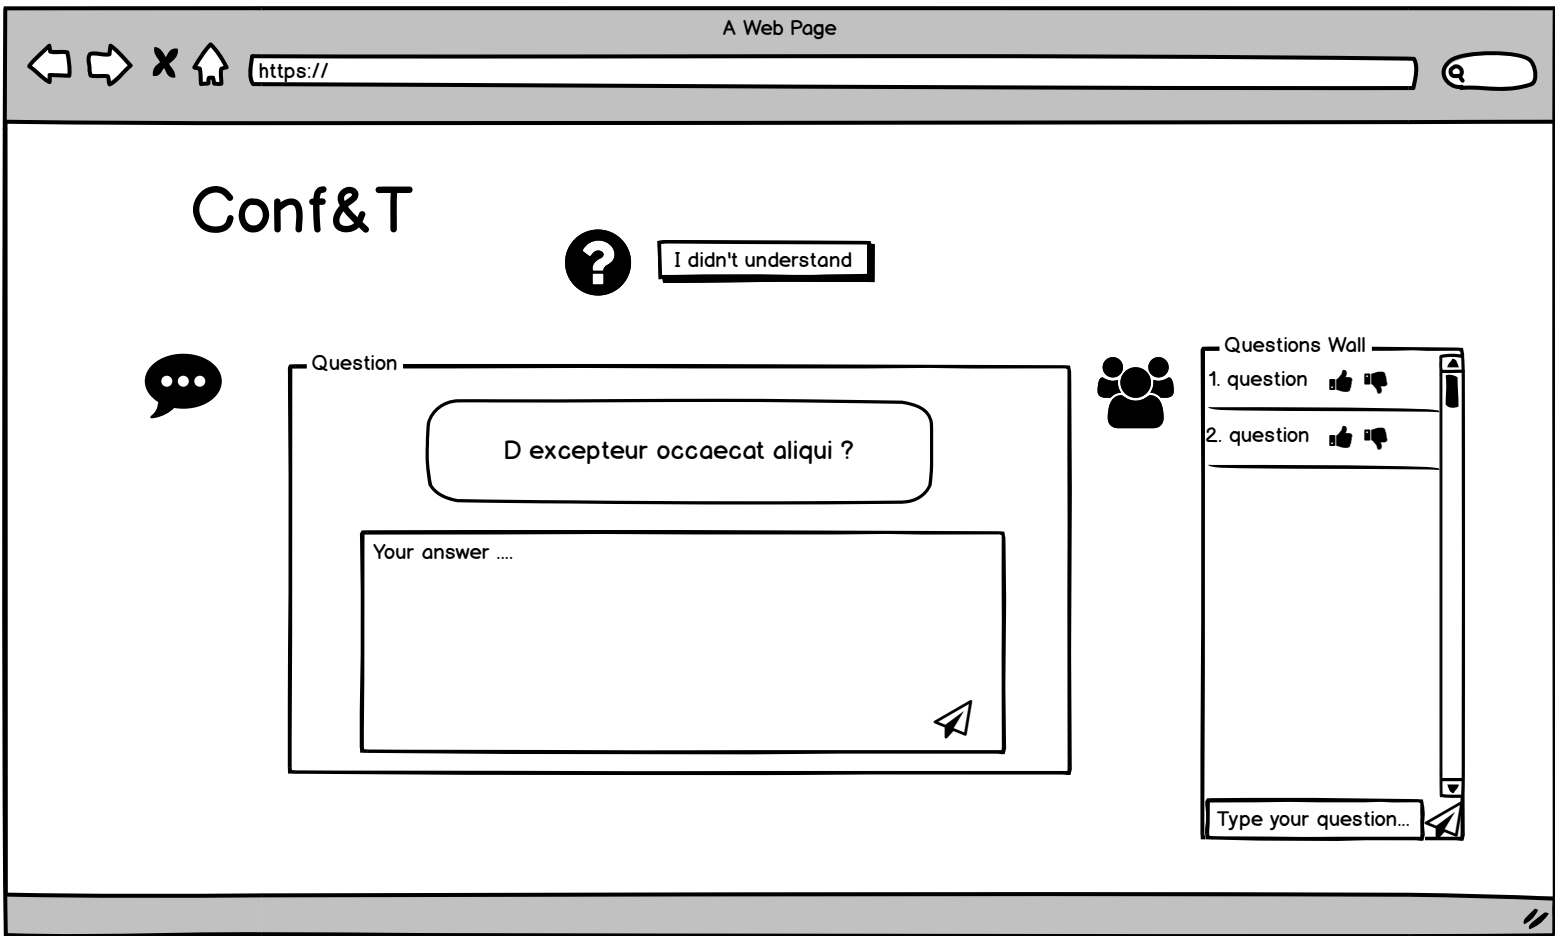 A Web Page
https://
Conf&T
I didn't understand
Question
D excepteur occaecat aliqui ?
Your answer ....
Questions Wall
1. question
2. question
Type your question...